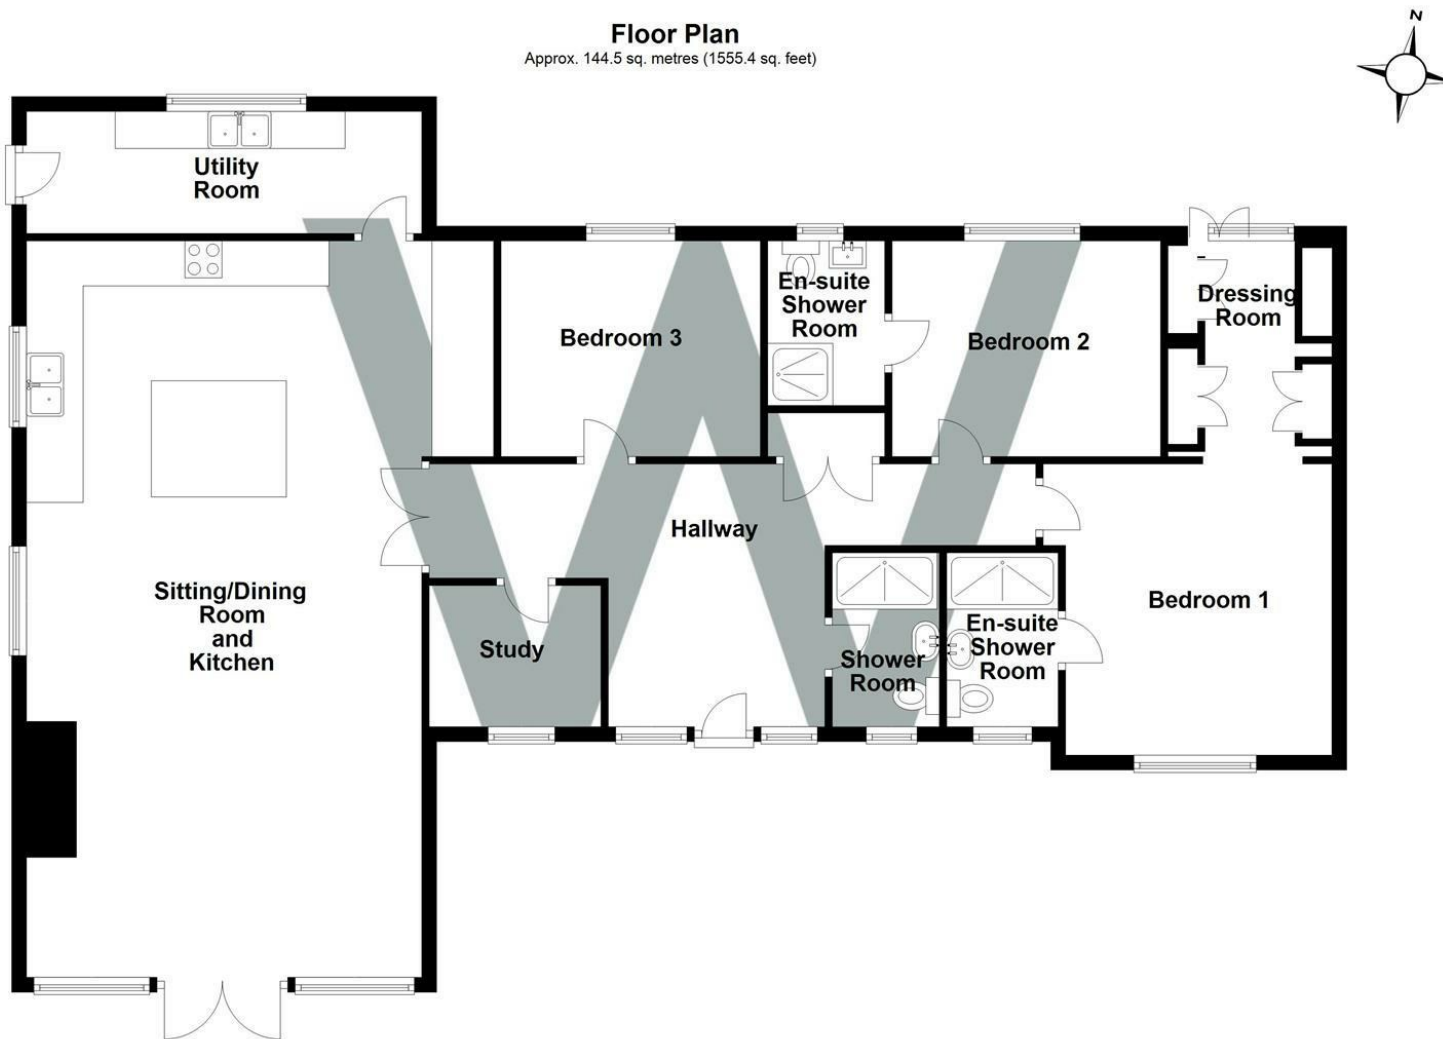 Floor Plan
Approx. 144.5 sq. metres (1555.4 sq. feet)
N
Utility
Room
En-suite
Shower
Room
Dressing
Room
Bedroom 3
Bedroom 2
Hallway
Sitting/Dining
Room
and
Kitchen
Study
Shower
Room
En-suite
Shower
Room
Bedroom 1